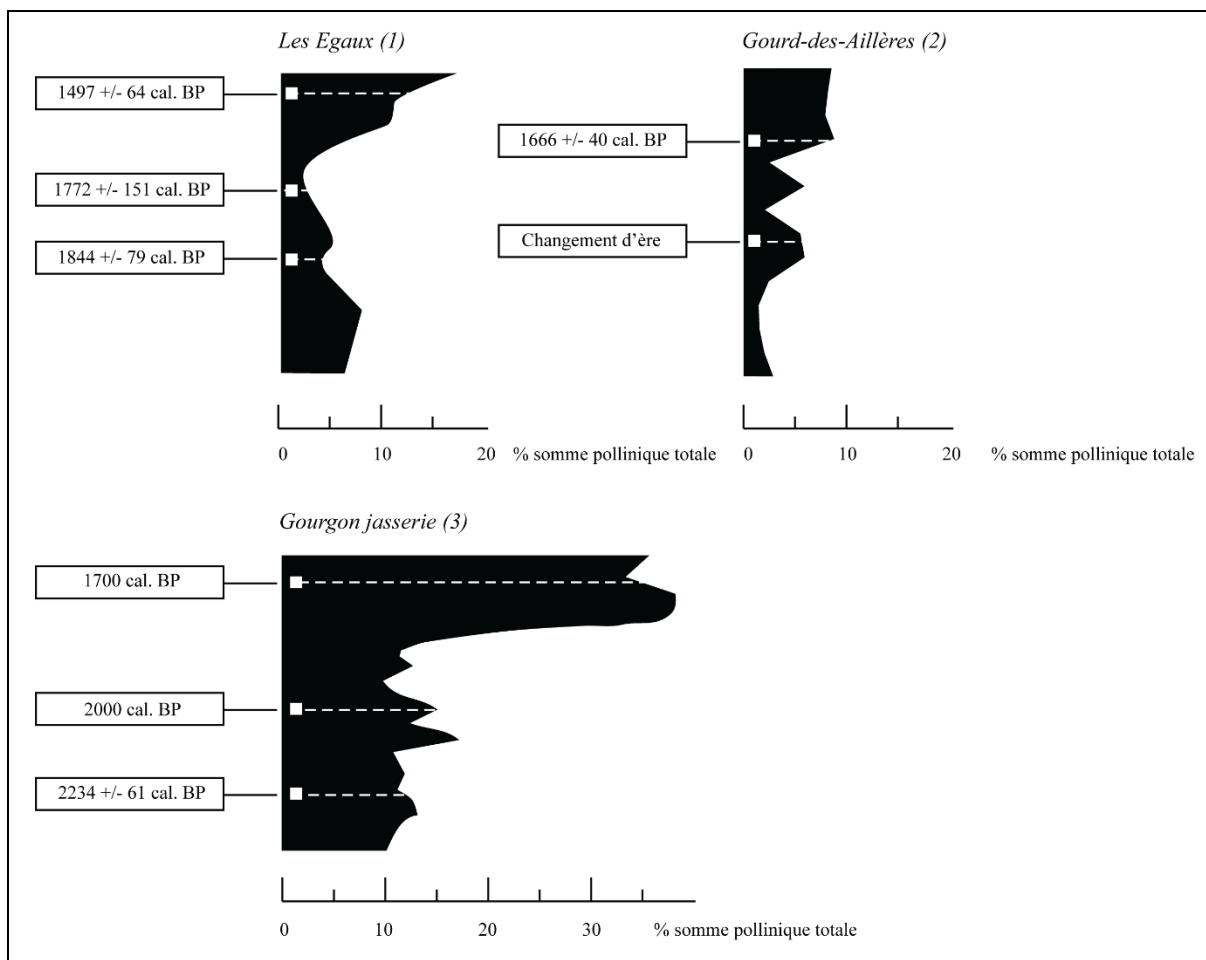 Les Egaux (1)
1497 +/- 64 cal. BP
1772 +/- 151 cal. BP
1844 +/- 79 cal. BP
0 10 20 % somme pollinique totale
Gourd-des-Aillères (2)
1666 +/- 40 cal. BP
Changement d’ère
0 10 20 % somme pollinique totale
Gourgon jasserie (3)
1700 cal. BP
2000 cal. BP
2234 +/- 61 cal. BP
0 10 20 30 % somme pollinique totale